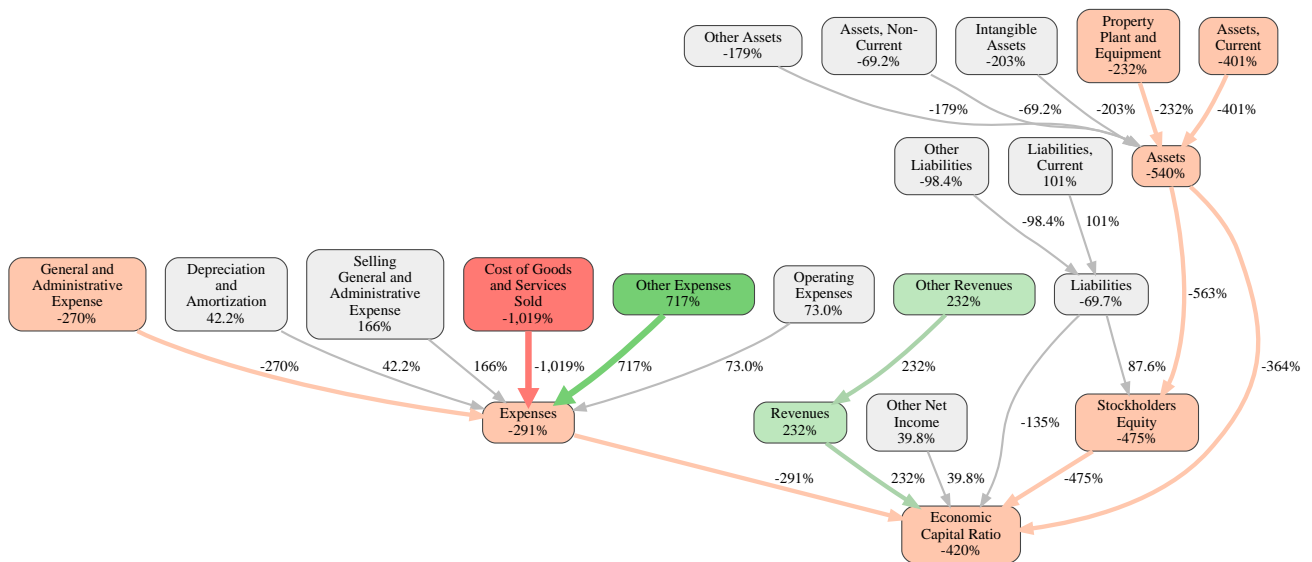 Other Assets
-179%
Assets, Non-
Current
-69.2%
Intangible
Assets
-203%
Property
Plant and
Equipment
-232%
Assets,
Current
-401%
-179%
-69.2%
-203%
-232%
-401%
Other
Liabilities
-98.4%
Liabilities,
Current
101%
Assets
-540%
-98.4%
101%
General and
Administrative
Expense
-270%
Depreciation
and
Amortization
42.2%
Selling
General and
Administrative
Expense
166%
Cost of Goods
and Services
Sold
-1,019%
Other Expenses
717%
Operating
Expenses
73.0%
Other Revenues
232%
Liabilities
-69.7%
-563%
-270%
42.2%
166%
-1,019%
717%
73.0%
232%
87.6%
-364%
Expenses
-291%
Revenues
232%
Other Net
Income
39.8%
-135%
Stockholders
Equity
-475%
-291%
232%
39.8%
-475%
Economic
Capital Ratio
-420%